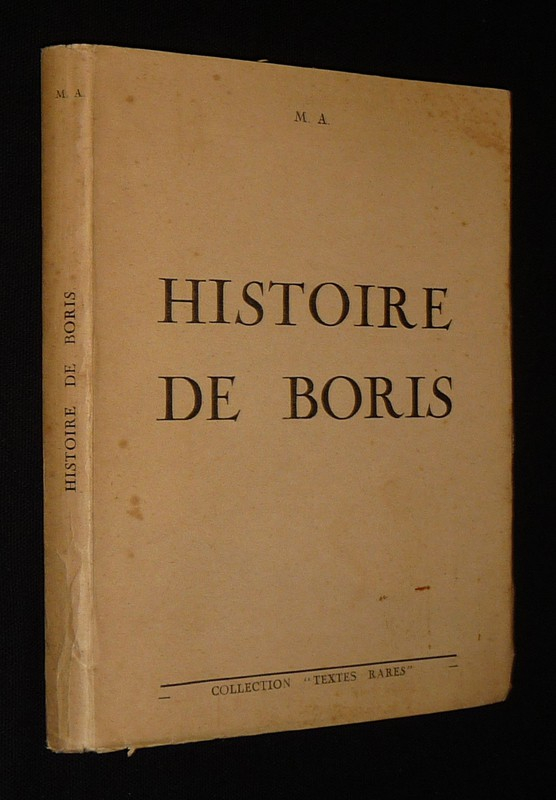 M. A.
HISTOIRE DE BORIS
M. A.
HISTOIRE
DE BORIS
COLLECTION "TEXTES RARES"